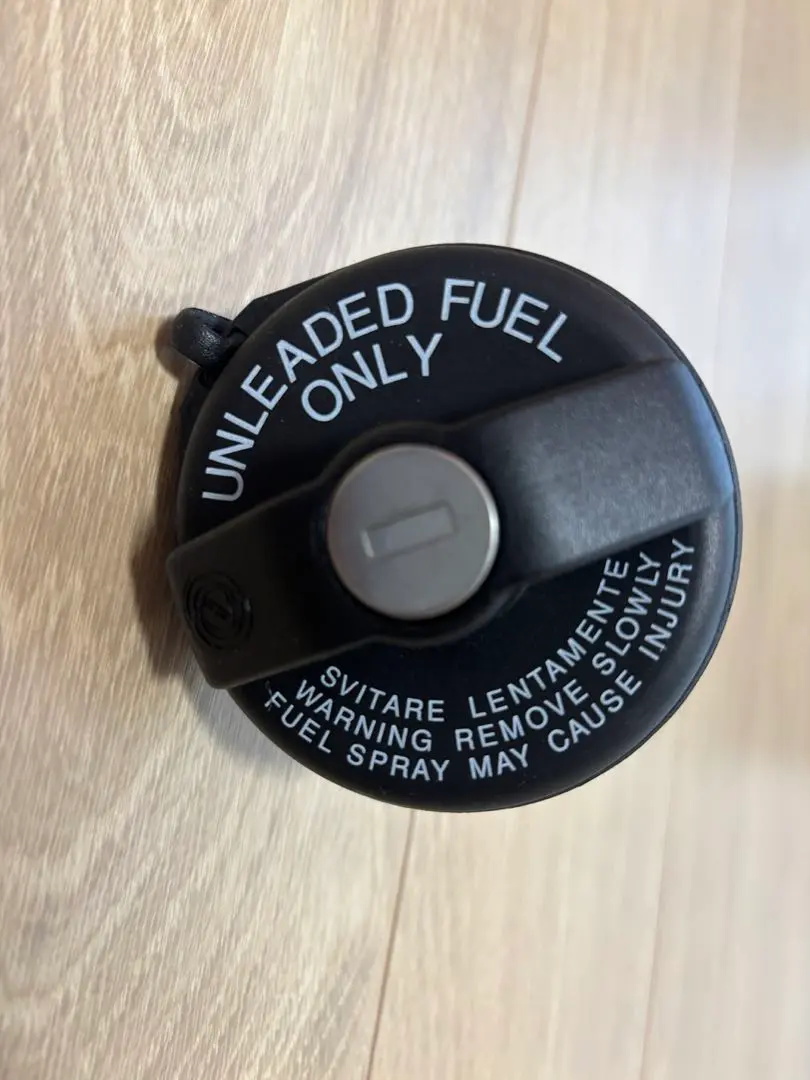 UNLEADED FUEL
ONLY
SVITARE LENTAMENTE
WARNING REMOVE SLOWLY
FUEL SPRAY MAY CAUSE INJURY